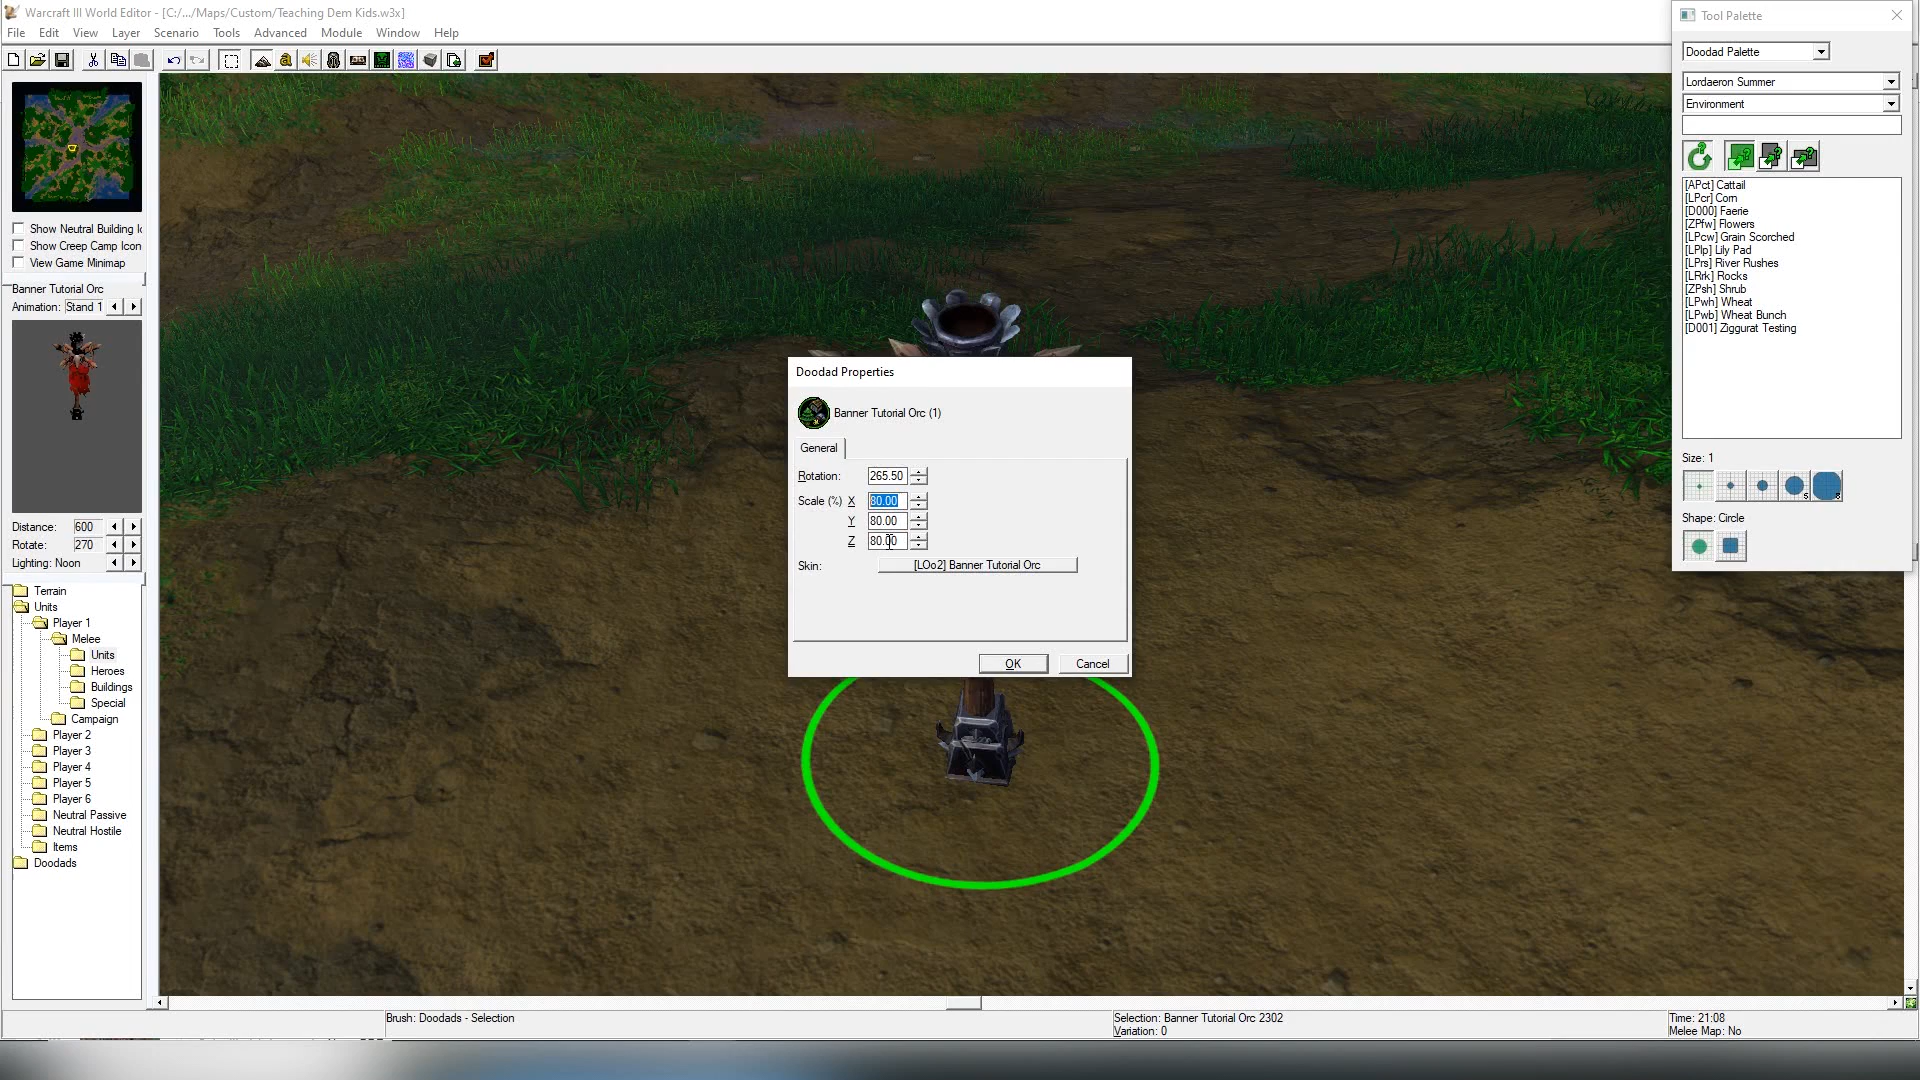 Warcraft III World Editor - [C:/.../Maps/Custom/Teaching Dem Kids.w3x]
File Edit View Layer Scenario Tools Advanced Module Window Help
Show Neutral Building Ic
Show Creep Camp Icon
View Game Minimap
Banner Tutorial Orc
Animation: Stand 1
Distance: 600
Rotate: 270
Lighting: Noon
Terrain
Units
Player 1
Melee
Units
Heroes
Buildings
Special
Campaign
Player 2
Player 3
Player 4
Player 5
Player 6
Neutral Passive
Neutral Hostile
Items
Doodads
Doodad Properties
Banner Tutorial Orc (1)
General
Rotation: 265.50
Scale (%) X 80.00
Y 80.00
Z 80.00
Skin: [LOo2] Banner Tutorial Orc
OK Cancel
Tool Palette
Doodad Palette
Lordaeron Summer
Environment
[APct] Cattail
[LPcr] Corn
[D000] Faerie
[ZPfw] Flowers
[LPcw] Grain Scorched
[LPlp] Lily Pad
[LPrs] River Rushes
[LRrk] Rocks
[ZPsh] Shrub
[LPwh] Wheat
[LPwb] Wheat Bunch
[D001] Ziggurat Testing
Size: 1
Shape: Circle
Brush: Doodads - Selection
Selection: Banner Tutorial Orc 2302
Variation: 0
Time: 21:08
Melee Map: No